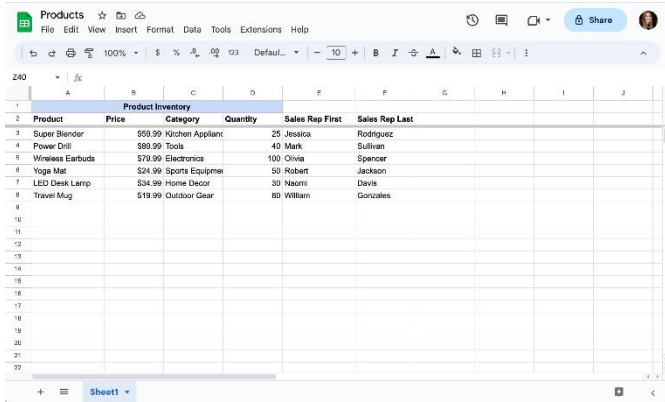 Products
File Edit View Insert Format Data Tools Extensions Help
100% $ % .0 .00 123 Defaul... - 10 + B I A
Share
Z40 fx
A B C D E F G H I J
1 Product Inventory
2 Product Price Category Quantity Sales Rep First Sales Rep Last
3 Super Blender $59.99 Kitchen Applianc 25 Jessica Rodriguez
4 Power Drill $89.99 Tools 40 Mark Sullivan
5 Wireless Earbuds $79.99 Electronics 100 Olivia Spencer
6 Yoga Mat $24.99 Sports Equipme 50 Robert Jackson
7 LED Desk Lamp $34.99 Home Decor 30 Naomi Davis
8 Travel Mug $19.99 Outdoor Gear 80 William Gonzales
9
10
11
12
13
14
15
16
17
18
19
20
21
22
+ Sheet1